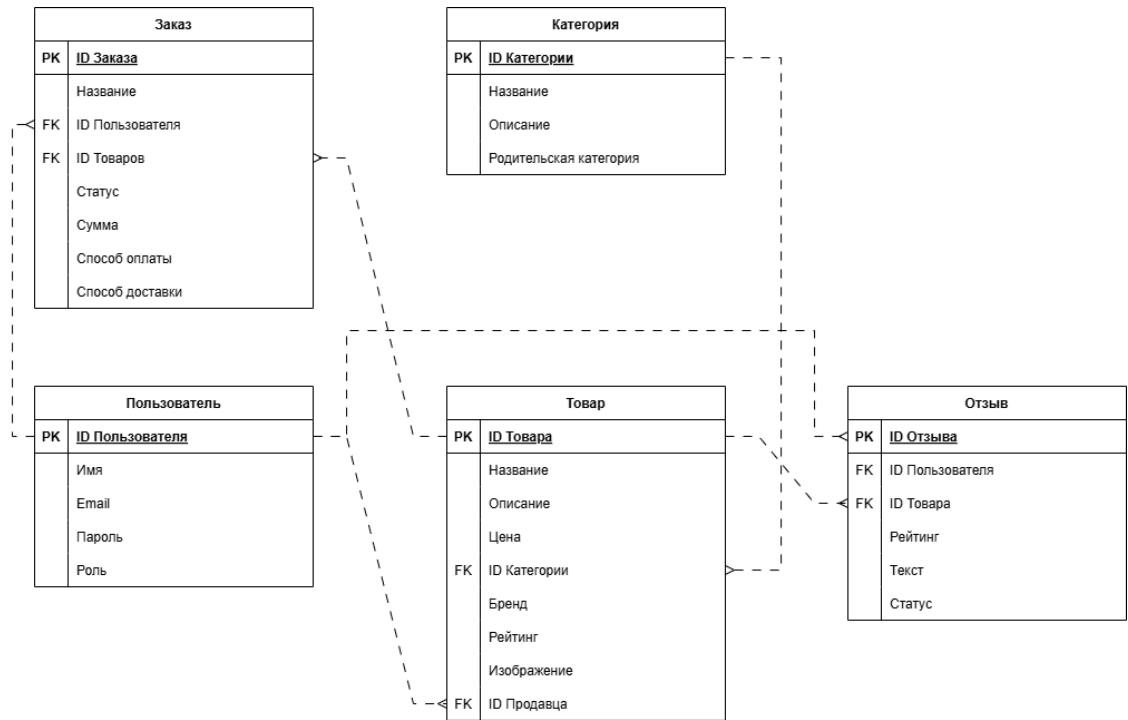 Заказ
PK ID Заказа
Название
FK ID Пользователя
FK ID Товаров
Статус
Сумма
Способ оплаты
Способ доставки
Категория
PK ID Категории
Название
Описание
Родительская категория
Пользователь
PK ID Пользователя
Имя
Email
Пароль
Роль
Товар
PK ID Товара
Название
Описание
Цена
FK ID Категории
Бренд
Рейтинг
Изображение
FK ID Продавца
Отзыв
PK ID Отзыва
FK ID Пользователя
FK ID Товара
Рейтинг
Текст
Статус